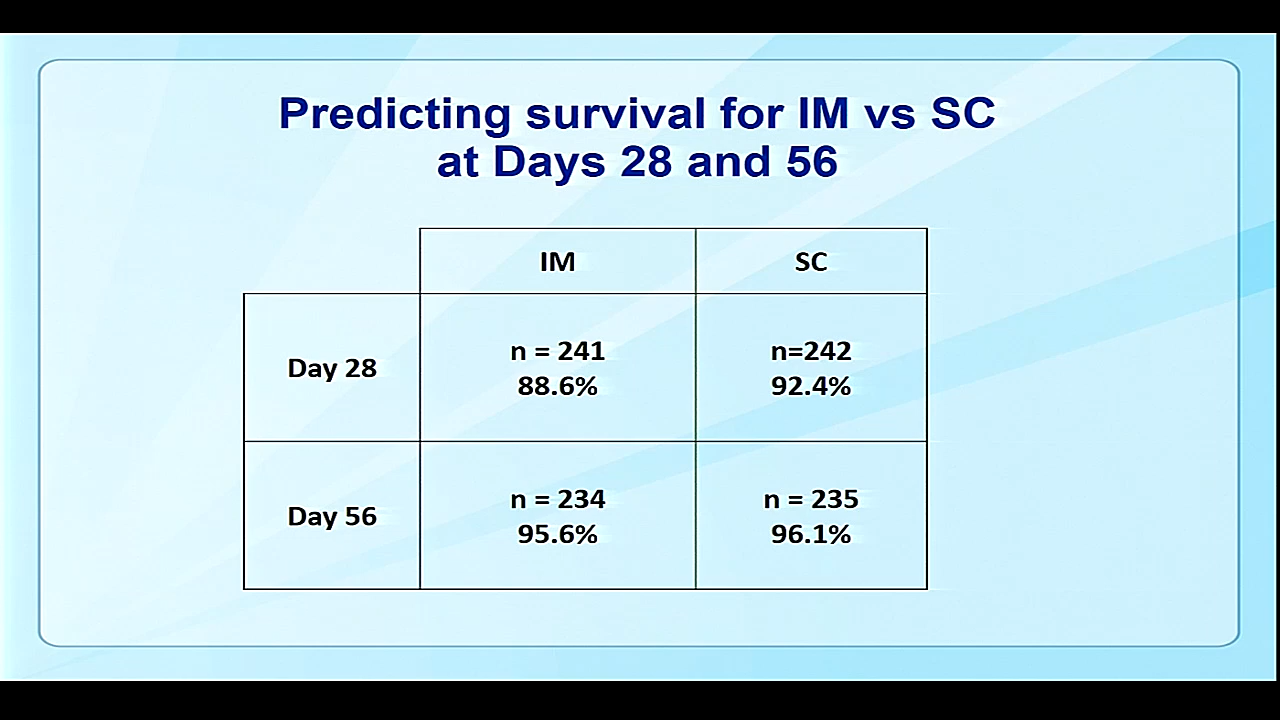 Predicting survival for IM vs SC
at Days 28 and 56
IM SC
Day 28
n = 241 n=242
88.6% 92.4%
Day 56
n = 234 n = 235
95.6% 96.1%